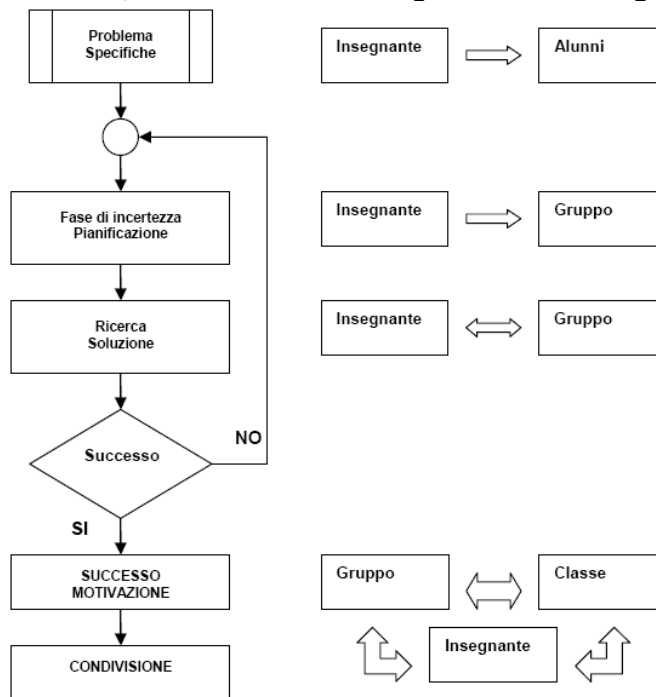 Problema
Specifiche
Insegnante
Alunni
Fase di incertezza
Pianificazione
Insegnante
Gruppo
Ricerca
Soluzione
Insegnante
Gruppo
Successo
NO
SI
SUCCESSO
MOTIVAZIONE
Gruppo
Classe
Insegnante
CONDIVISIONE